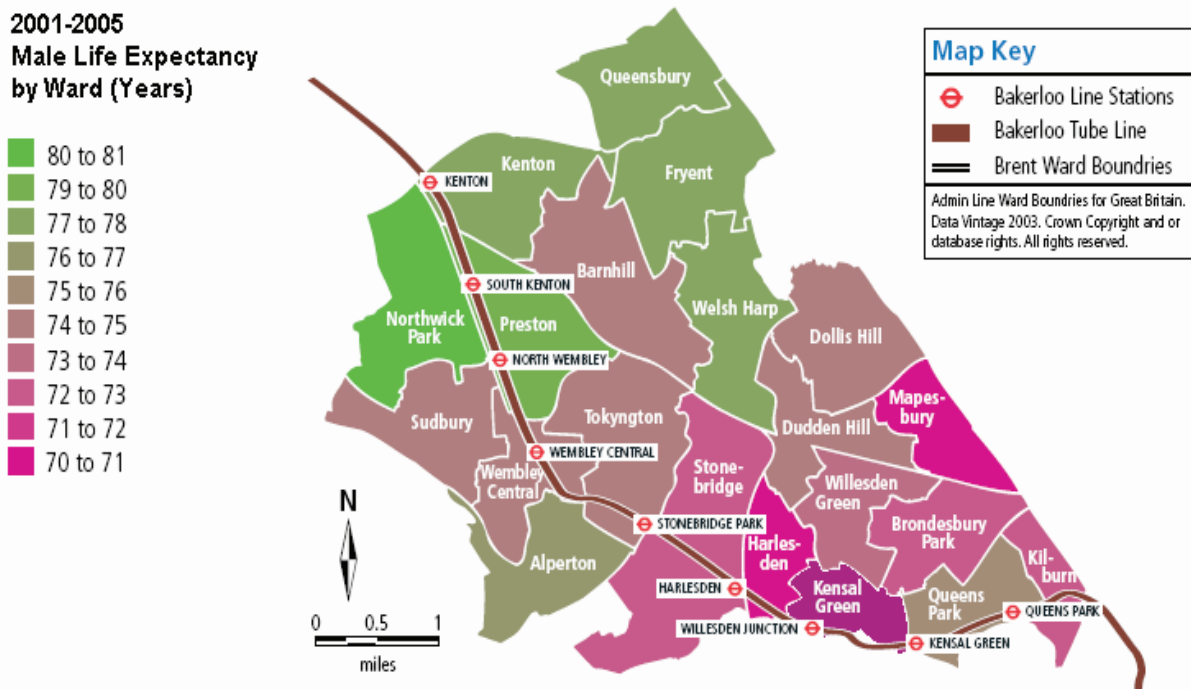 2001-2005
Male Life Expectancy
by Ward (Years)
80 to 81
79 to 80
77 to 78
76 to 77
75 to 76
74 to 75
73 to 74
72 to 73
71 to 72
70 to 71
Map Key
Bakerloo Line Stations
Bakerloo Tube Line
Brent Ward Boundries
Admin Line Ward Boundries for Great Britain.
Data Vintage 2003. Crown Copyright and or
database rights. All rights reserved.
Queensbury
Kenton
Fryent
KENTON
Barnhill
SOUTH KENTON
Welsh Harp
Northwick
Park
Preston
Dollis Hill
NORTH WEMBLEY
Mapes-
bury
Sudbury
Tokyngton
Dudden Hill
WEMBLEY CENTRAL
Wembley
Central
Stone-
bridge
Willesden
Green
STONEBRIDGE PARK
Brondesbury
Park
Alperton
Harles-
den
Kil-
burn
HARLESDEN
Kensal
Green
Queens
Park
QUEENS PARK
WILLESDEN JUNCTION
KENSAL GREEN
N
0 0.5 1
miles